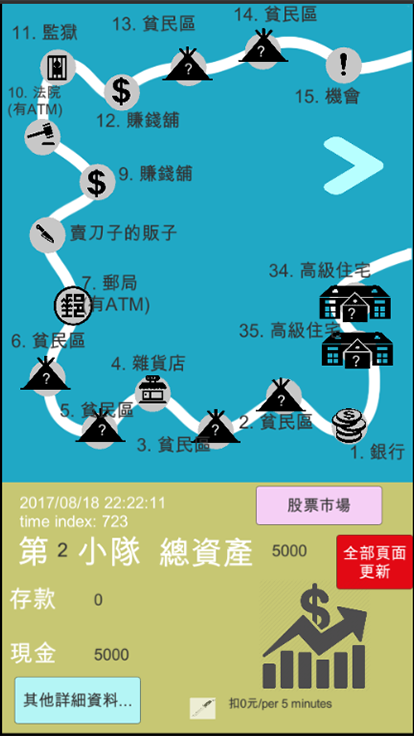 13. 貧民區
14. 貧民區
11. 監獄
10. 法院
(有ATM)
12. 賺錢舖
15. 機會
9. 賺錢舖
賣刀子的販子
7. 郵局
有ATM)
34. 高級住宅
35. 高級住宅
6. 貧民區
4. 雜貨店
5. 貧民區
2. 貧民區
3. 貧民區
1. 銀行
2017/08/18 22:22:11
time index: 723
股票市場
第 2 小隊 總資產 5000
全部頁面
更新
存款 0
現金 5000
其他詳細資料...
扣0元/per 5 minutes